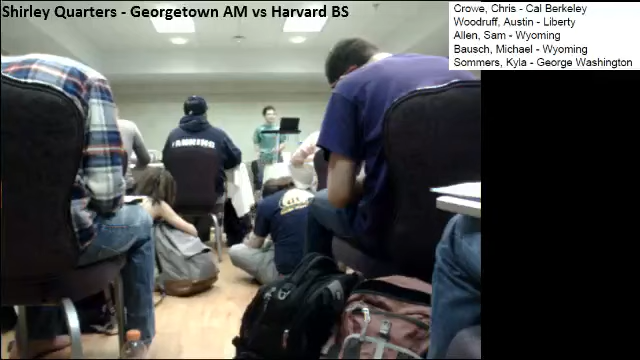 Shirley Quarters - Georgetown AM vs Harvard BS
Crowe, Chris - Cal Berkeley
Woodruff, Austin - Liberty
Allen, Sam - Wyoming
Bausch, Michael - Wyoming
Sommers, Kyla - George Washington